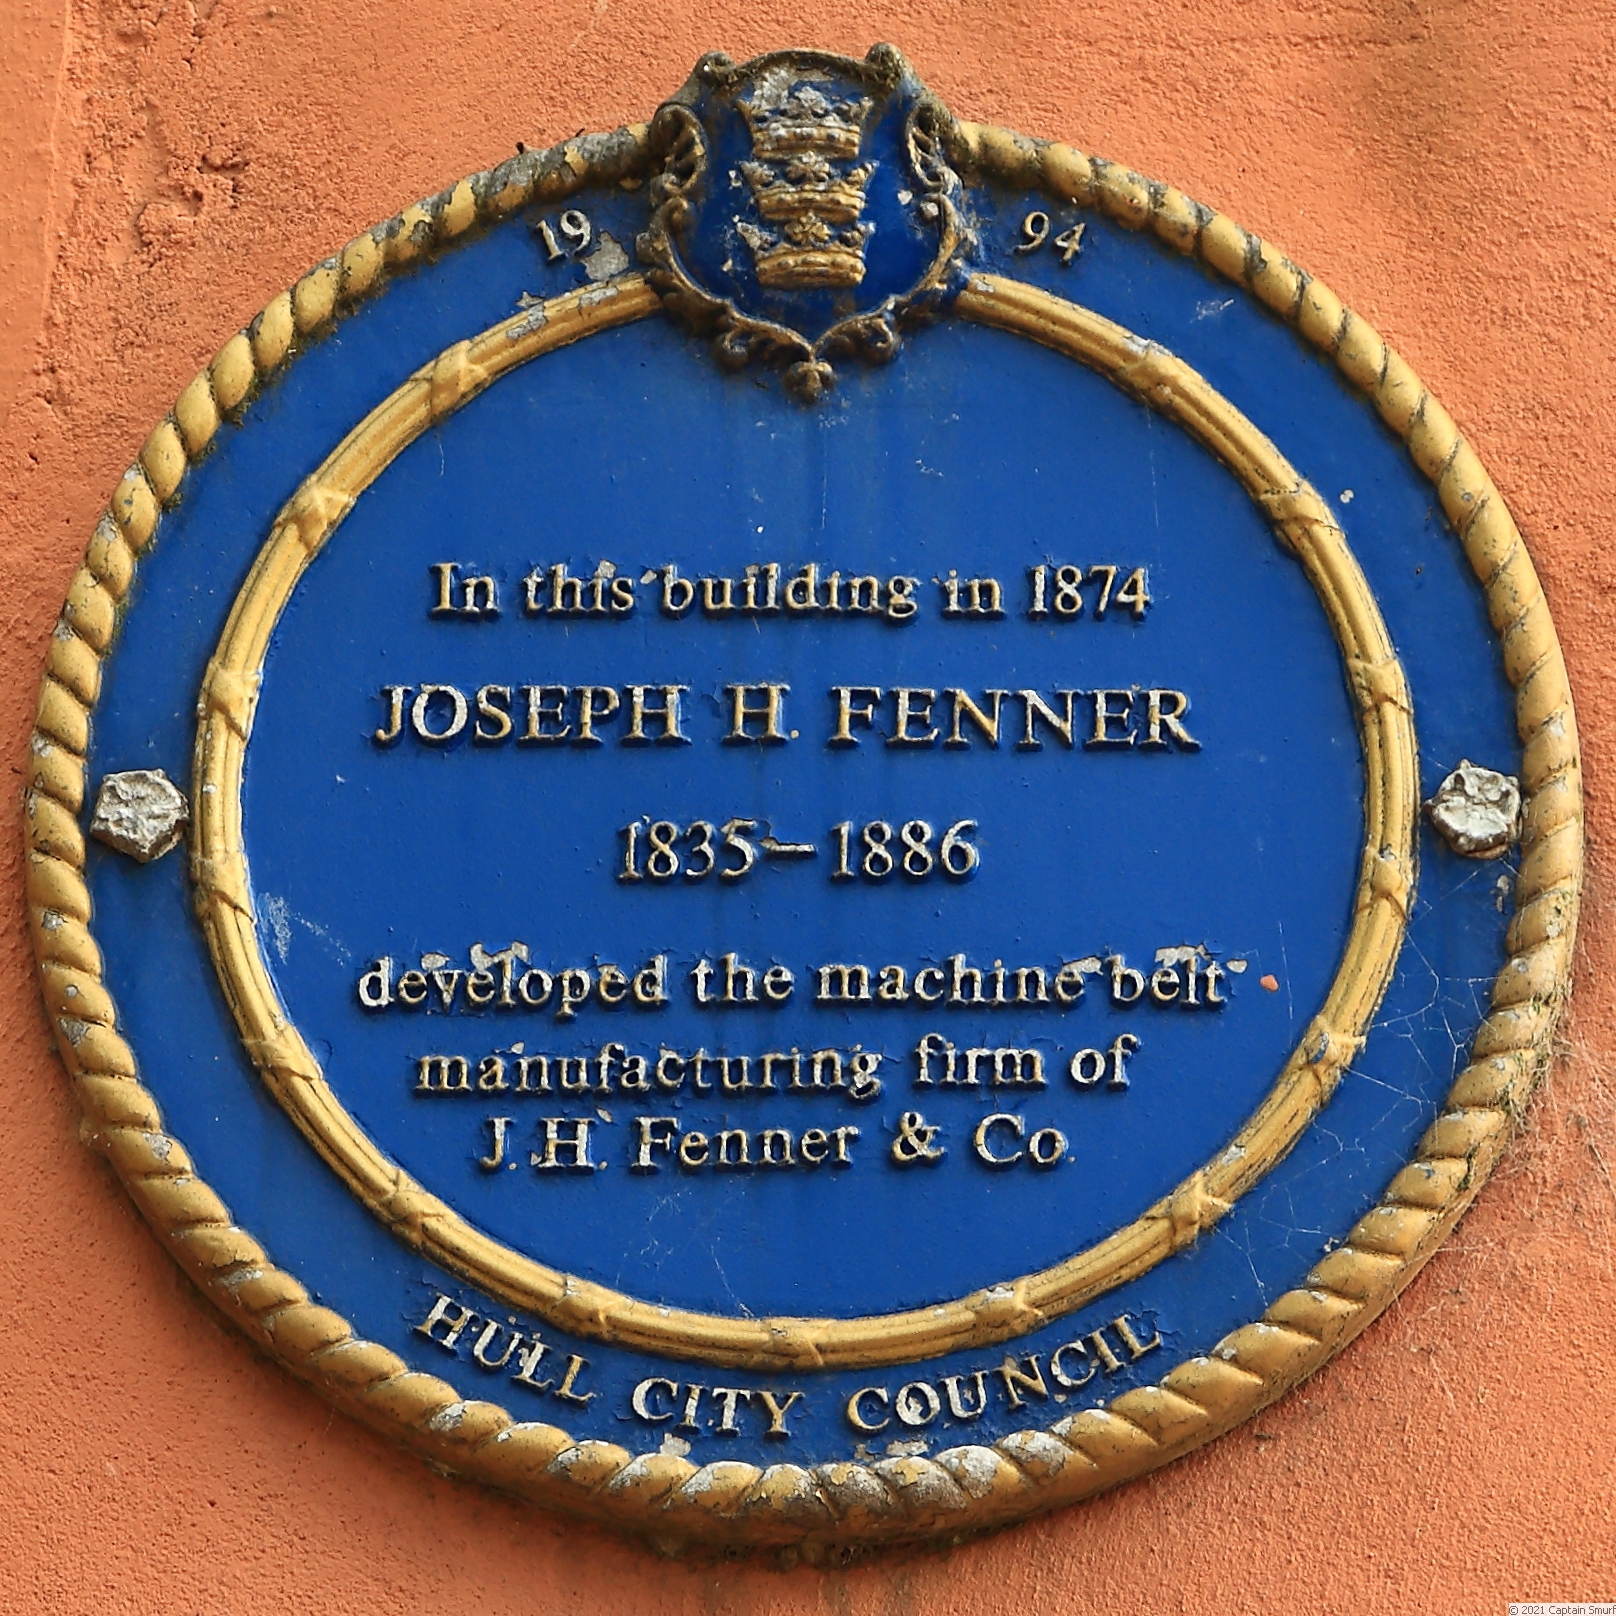 19 94
In this building in 1874
JOSEPH H. FENNER
1835 – 1886
developed the machine belt
manufacturing firm of
J. H. Fenner & Co.
HULL CITY COUNCIL
© 2021 Captain Smurf